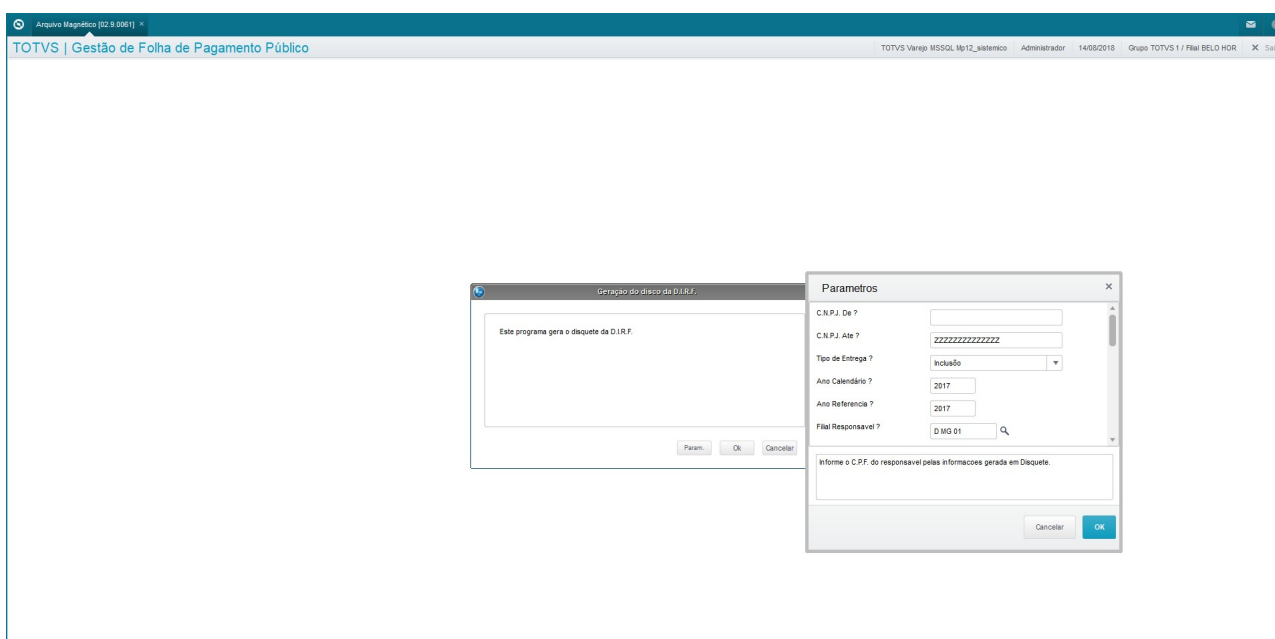 Arquivo Magnético [02.9.0061] ×
TOTVS | Gestão de Folha de Pagamento Público
TOTVS Varejo MSSQL Mp12_sistemico Administrador 14/08/2018 Grupo TOTVS 1 / Filial BELO HOR × Sai
Geração do disco da D.I.R.F.
Este programa gera o disquete da D.I.R.F.
Param. Ok Cancelar
Parametros ×
C.N.P.J. De ?
C.N.P.J. Ate ? ZZZZZZZZZZZZZZ
Tipo de Entrega ? Inclusão
Ano Calendário ? 2017
Ano Referencia ? 2017
Filial Responsavel ? D MG 01
Informe o C.P.F. do responsavel pelas informacoes gerada em Disquete.
Cancelar OK